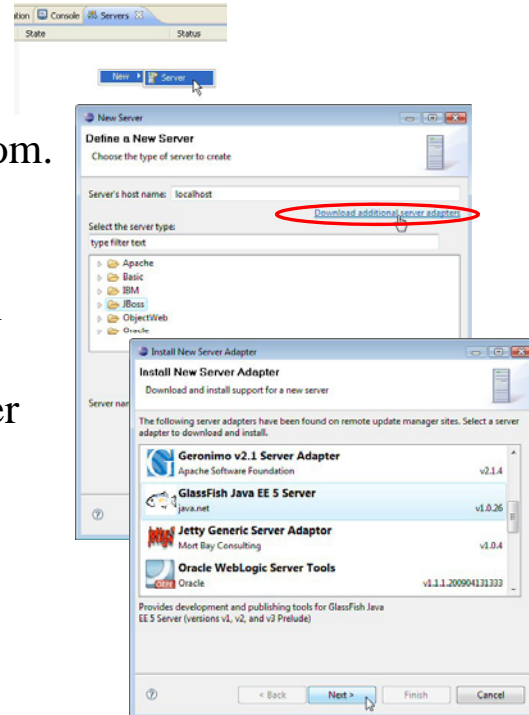 Console
Servers
State Status
New Server
om.
New Server
Define a New Server
Choose the type of server to create
Server's host name: localhost
Download additional server adapters
Select the server type:
type filter text
Apache
Basic
IBM
JBoss
ObjectWeb
Oracle
er
Install New Server Adapter
Install New Server Adapter
Download and install support for a new server
Server
The following server adapters have been found on remote update manager sites. Select a server
adapter to download and install.
Geronimo v2.1 Server Adapter
Apache Software Foundation v2.1.4
GlassFish Java EE 5 Server
java.net v1.0.26
Jetty Generic Server Adaptor
Mort Bay Consulting v1.0.4
Oracle WebLogic Server Tools
Oracle v1.1.1.200904131333
Provides development and publishing tools for GlassFish Java
EE 5 Server (versions v1, v2, and v3 Prelude)
< Back Next > Finish Cancel